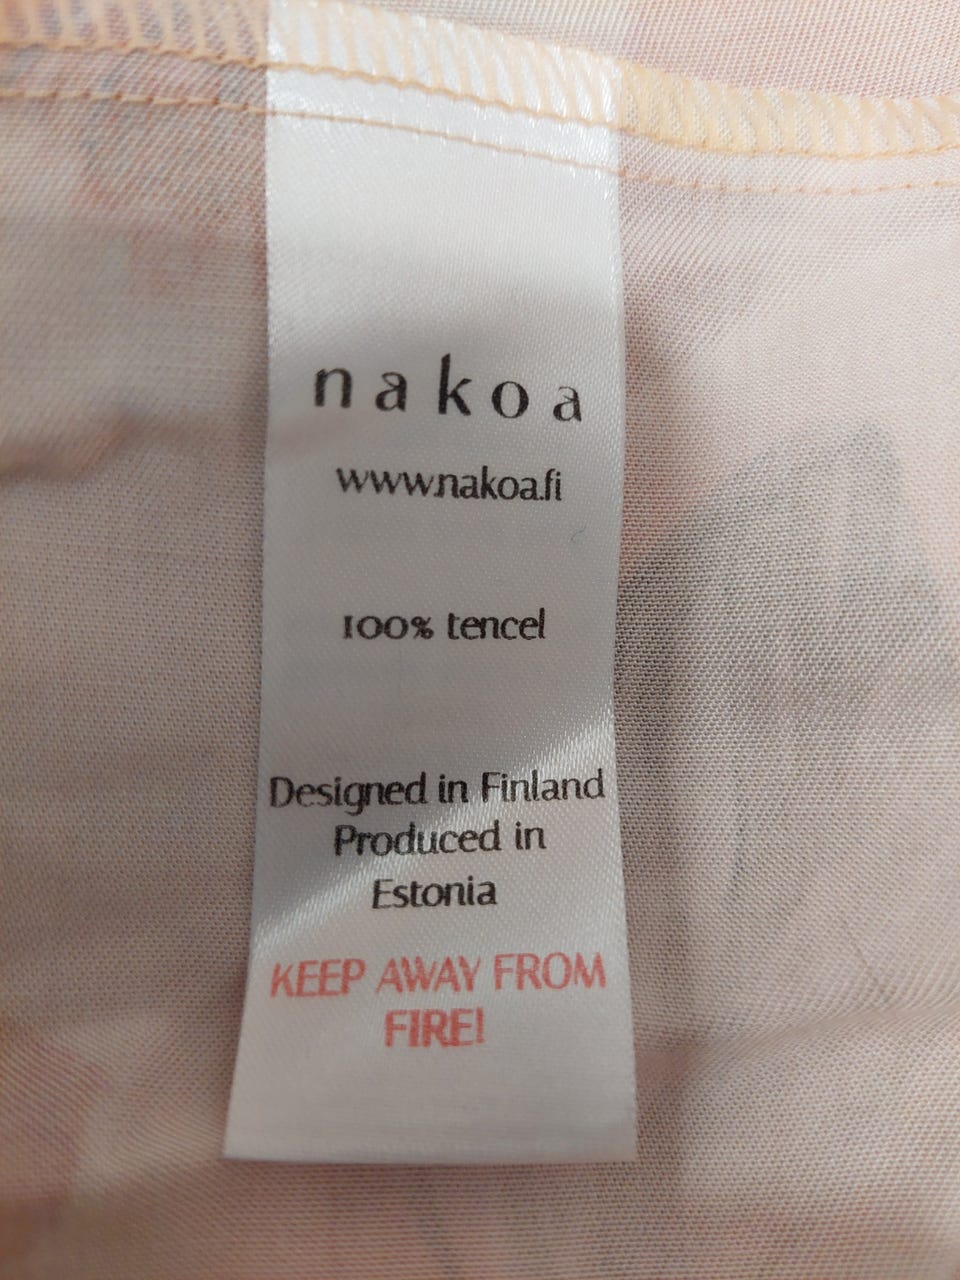 nakoa
www.nakoa.fi
100% tencel
Designed in Finland
Produced in
Estonia
KEEP AWAY FROM
FIRE!